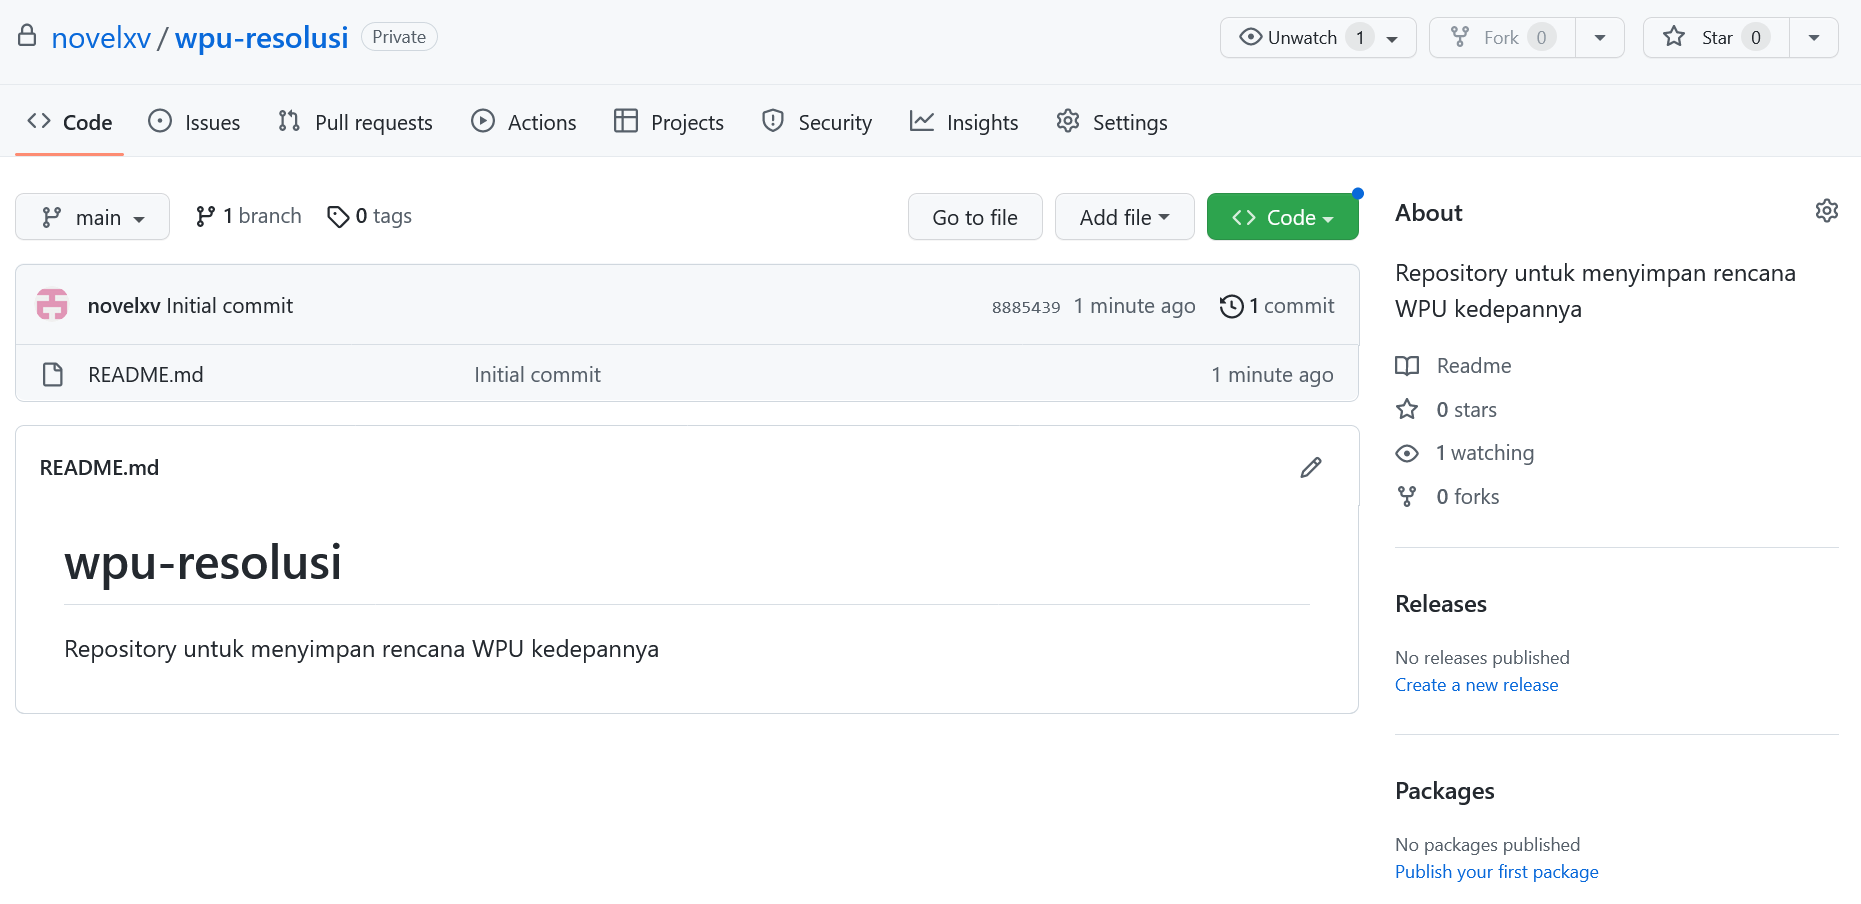 novelxv / wpu-resolusi Private Unwatch 1 Fork 0 Star 0
Code Issues Pull requests Actions Projects Security Insights Settings
main 1 branch 0 tags Go to file Add file Code
novelxv Initial commit 8885439 1 minute ago 1 commit
README.md Initial commit 1 minute ago
README.md
wpu-resolusi
Repository untuk menyimpan rencana WPU kedepannya
About
Repository untuk menyimpan rencana
WPU kedepannya
Readme
0 stars
1 watching
0 forks
Releases
No releases published
Create a new release
Packages
No packages published
Publish your first package